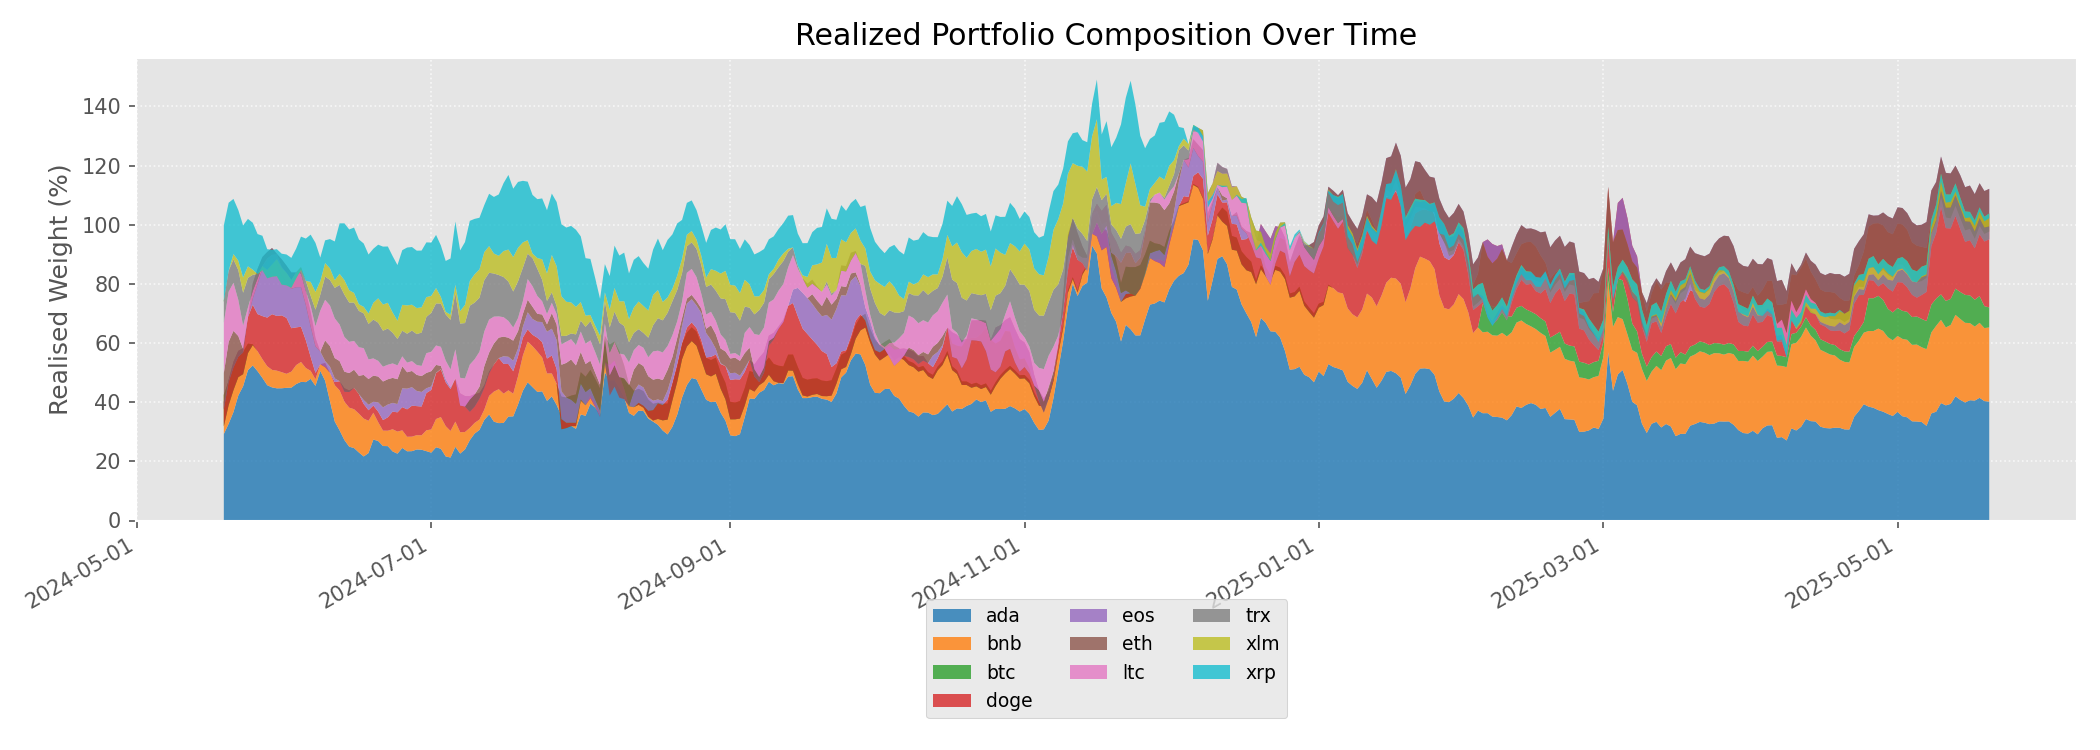 Realized Portfolio Composition Over Time
Realised Weight (%)
140
120
100
80
60
40
20
0
2024-05-01
2024-07-01
2024-09-01
2024-11-01
2025-01-01
2025-03-01
2025-05-01
ada
bnb
btc
doge
eos
eth
ltc
trx
xlm
xrp